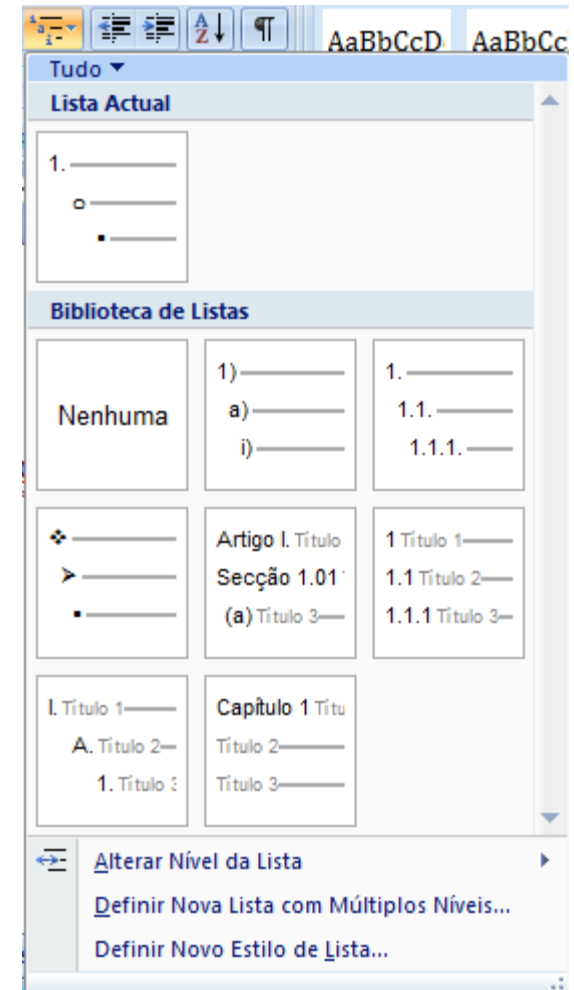 AaBbCcD AaBbCc
Tudo
Lista Actual
1.
Biblioteca de Listas
Nenhuma
1)
a)
i)
1.
1.1.
1.1.1.
Artigo I. Título
Secção 1.01
(a) Título 3
1 Título 1
1.1 Título 2
1.1.1 Título 3
I. Título 1
A. Título 2
1. Título 3
Capítulo 1 Títu
Título 2
Título 3
Alterar Nível da Lista
Definir Nova Lista com Múltiplos Níveis...
Definir Novo Estilo de Lista...